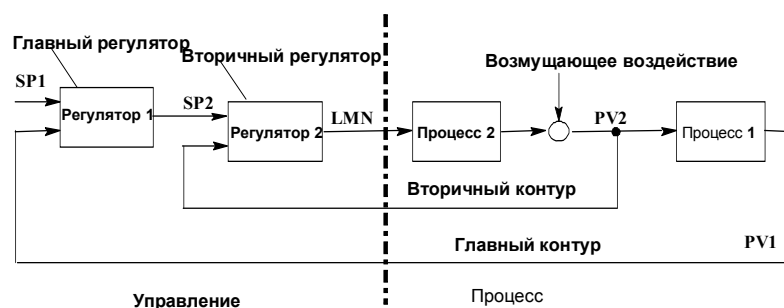 Главный регулятор
Вторичный регулятор
Возмущающее воздействие
SP1
SP2
LMN
PV2
Регулятор 1
Регулятор 2
Процесс 2
Процесс 1
Вторичный контур
Главный контур
PV1
Управление
Процесс